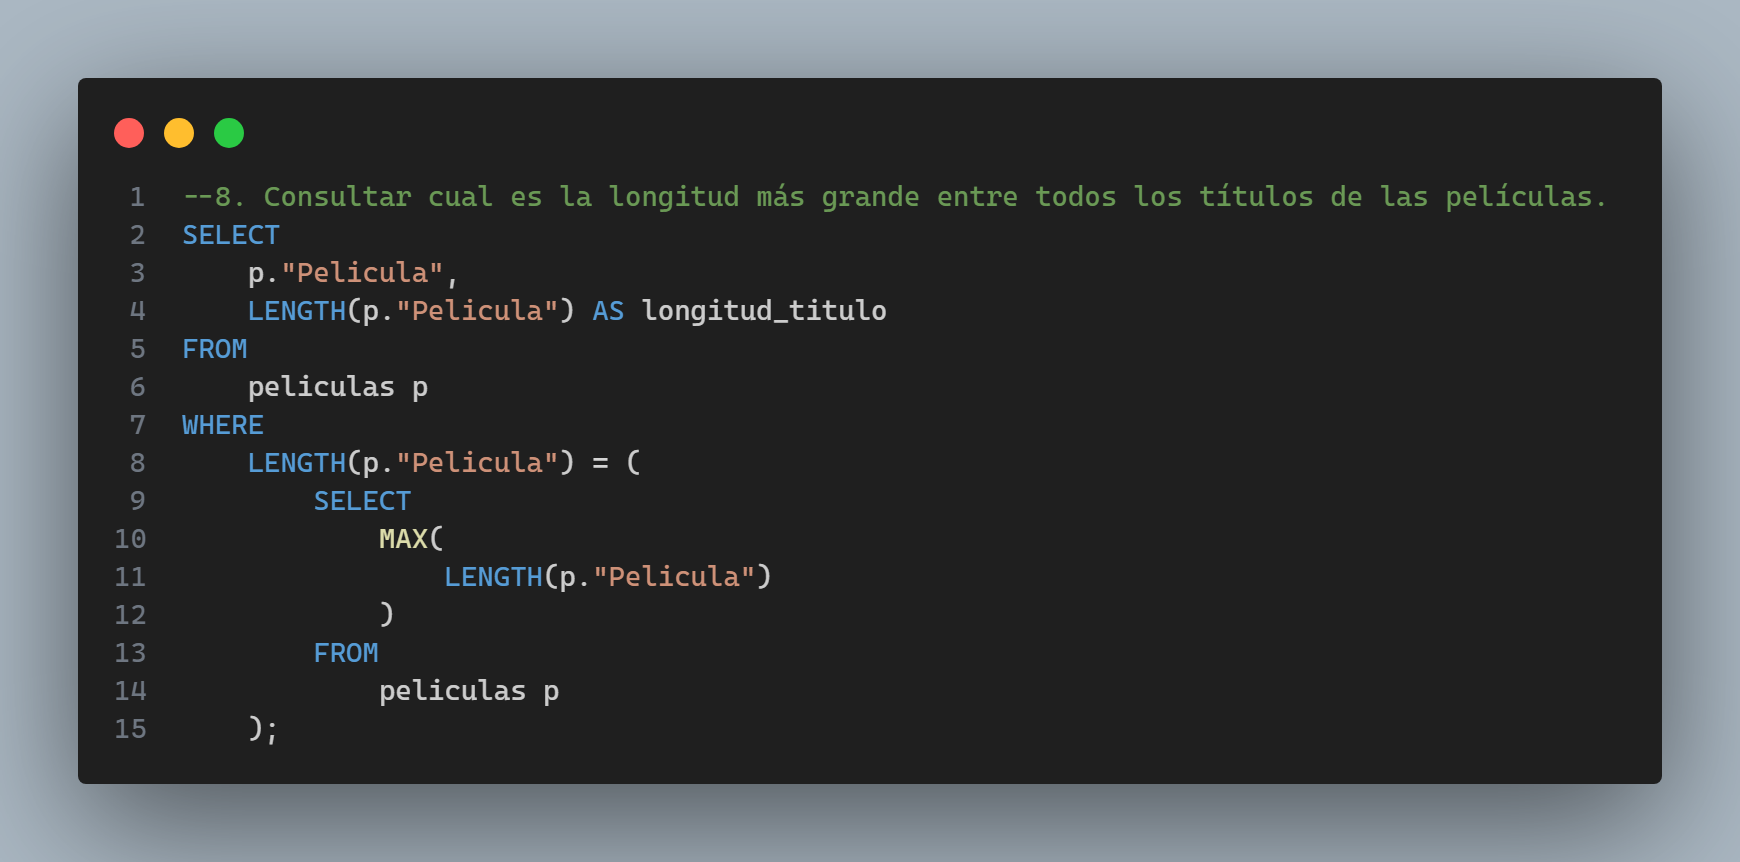 1 --8. Consultar cual es la longitud más grande entre todos los títulos de las películas.
2 SELECT
3     p."Pelicula",
4     LENGTH(p."Pelicula") AS longitud_titulo
5 FROM
6     peliculas p
7 WHERE
8     LENGTH(p."Pelicula") = (
9         SELECT
10             MAX(
11                 LENGTH(p."Pelicula")
12             )
13         FROM
14             peliculas p
15     );